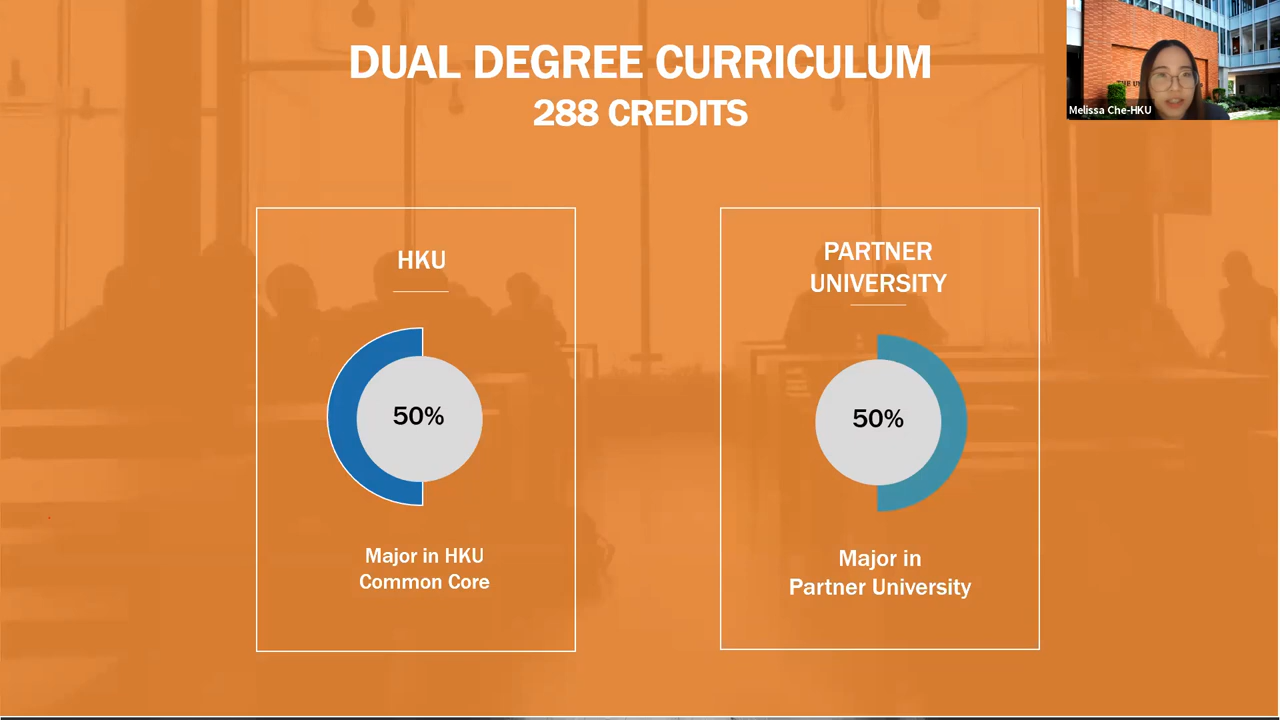 DUAL DEGREE CURRICULUM
288 CREDITS
Melissa Che-HKU
HKU
50%
Major in HKU
Common Core
PARTNER
UNIVERSITY
50%
Major in
Partner University